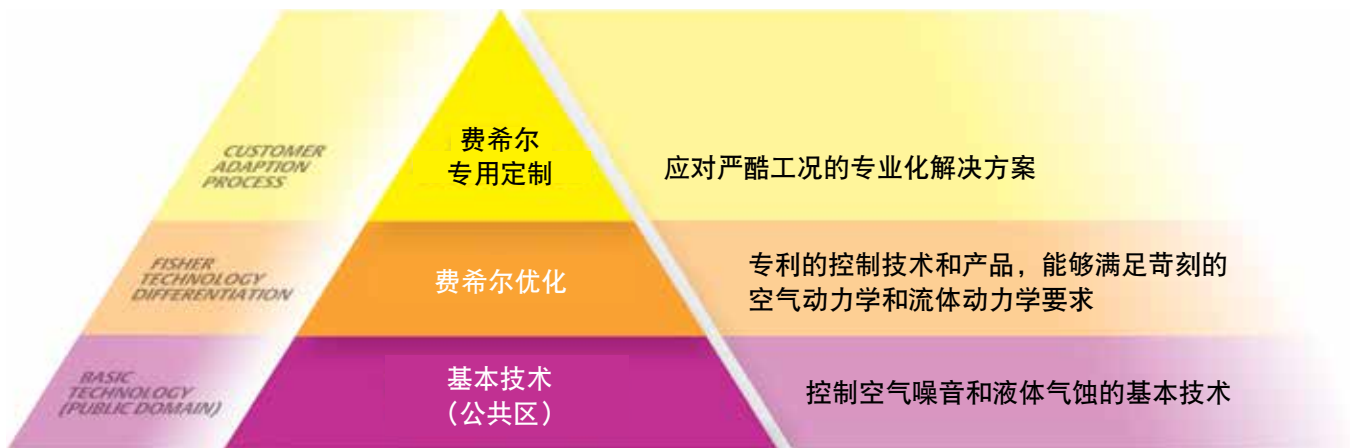 CUSTOMER
ADAPTION
PROCESS
费希尔
专用定制
应对严酷工况的专业化解决方案
FISHER
TECHNOLOGY
DIFFERENTIATION
费希尔优化
专利的控制技术和产品，能够满足苛刻的
空气动力学和流体动力学要求
BASIC
TECHNOLOGY
(PUBLIC DOMAIN)
基本技术
（公共区）
控制空气噪音和液体气蚀的基本技术